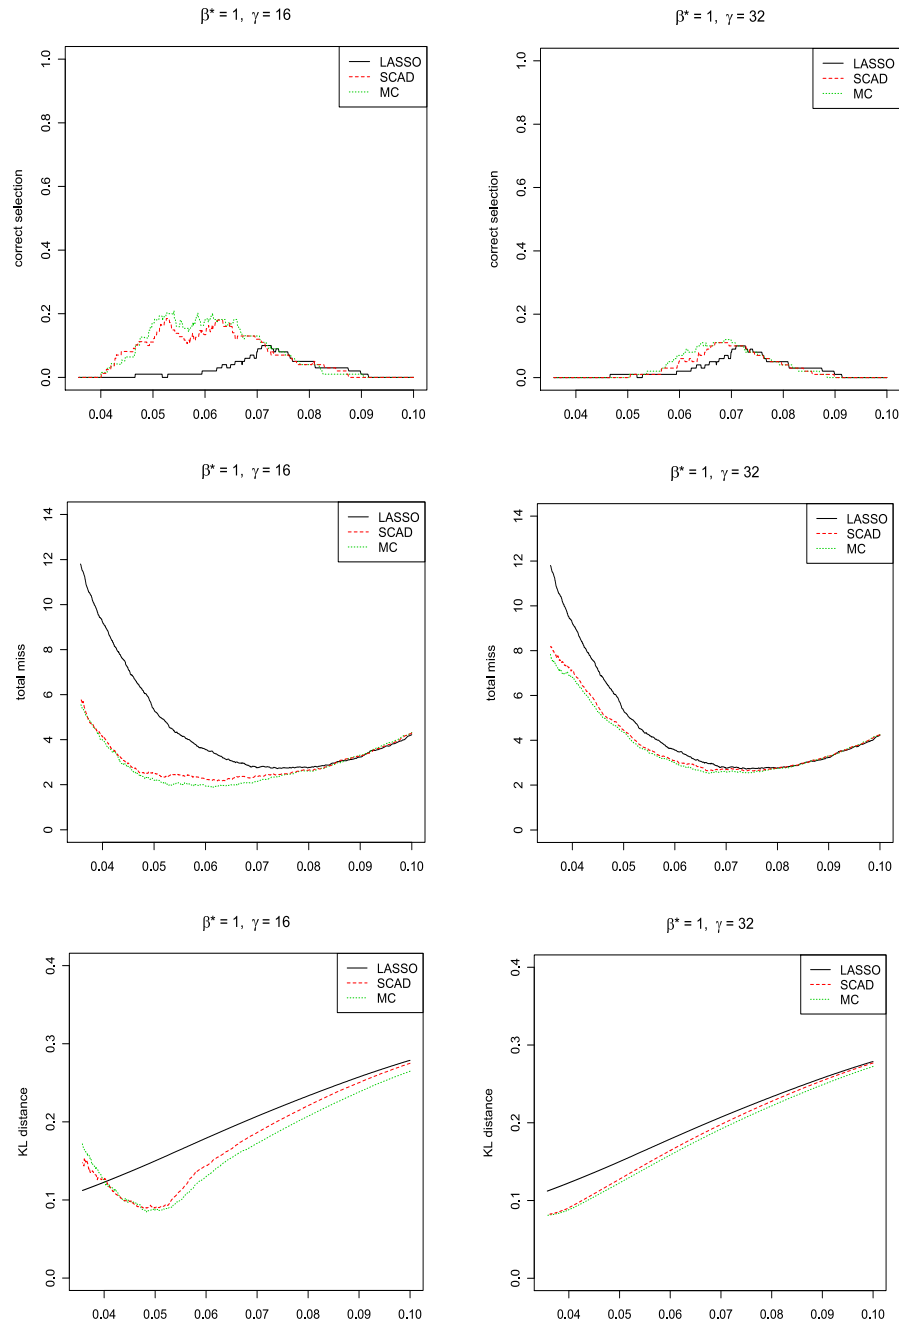 β* = 1, γ = 16
correct selection
1.0
0.8
0.6
0.4
0.2
0.0
LASSO
SCAD
MC
0.04 0.05 0.06 0.07 0.08 0.09 0.10
β* = 1, γ = 32
correct selection
1.0
0.8
0.6
0.4
0.2
0.0
LASSO
SCAD
MC
0.04 0.05 0.06 0.07 0.08 0.09 0.10
β* = 1, γ = 16
total miss
14
12
10
8
6
4
2
0
LASSO
SCAD
MC
0.04 0.05 0.06 0.07 0.08 0.09 0.10
β* = 1, γ = 32
total miss
14
12
10
8
6
4
2
0
LASSO
SCAD
MC
0.04 0.05 0.06 0.07 0.08 0.09 0.10
β* = 1, γ = 16
KL distance
0.4
0.3
0.2
0.1
0.0
LASSO
SCAD
MC
0.04 0.05 0.06 0.07 0.08 0.09 0.10
β* = 1, γ = 32
KL distance
0.4
0.3
0.2
0.1
0.0
LASSO
SCAD
MC
0.04 0.05 0.06 0.07 0.08 0.09 0.10